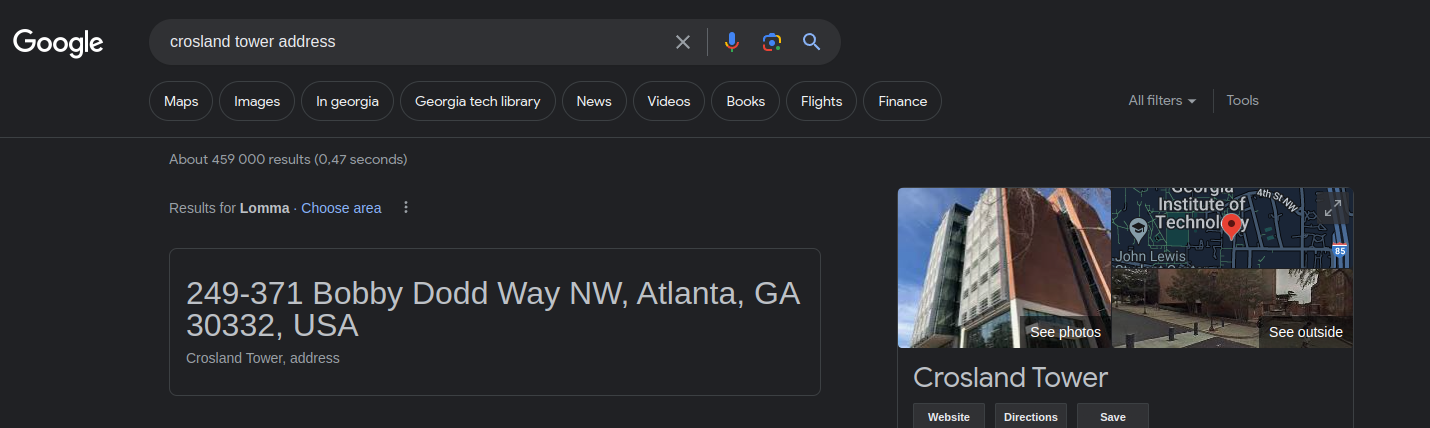 Google
crosland tower address
Maps
Images
In georgia
Georgia tech library
News
Videos
Books
Flights
Finance
All filters
Tools
About 459 000 results (0,47 seconds)
Results for Lomma · Choose area
249-371 Bobby Dodd Way NW, Atlanta, GA
30332, USA
Crosland Tower, address
See photos
Georgia
Institute of
Technology
4th St NW
85
John Lewis
See outside
Crosland Tower
Website
Directions
Save